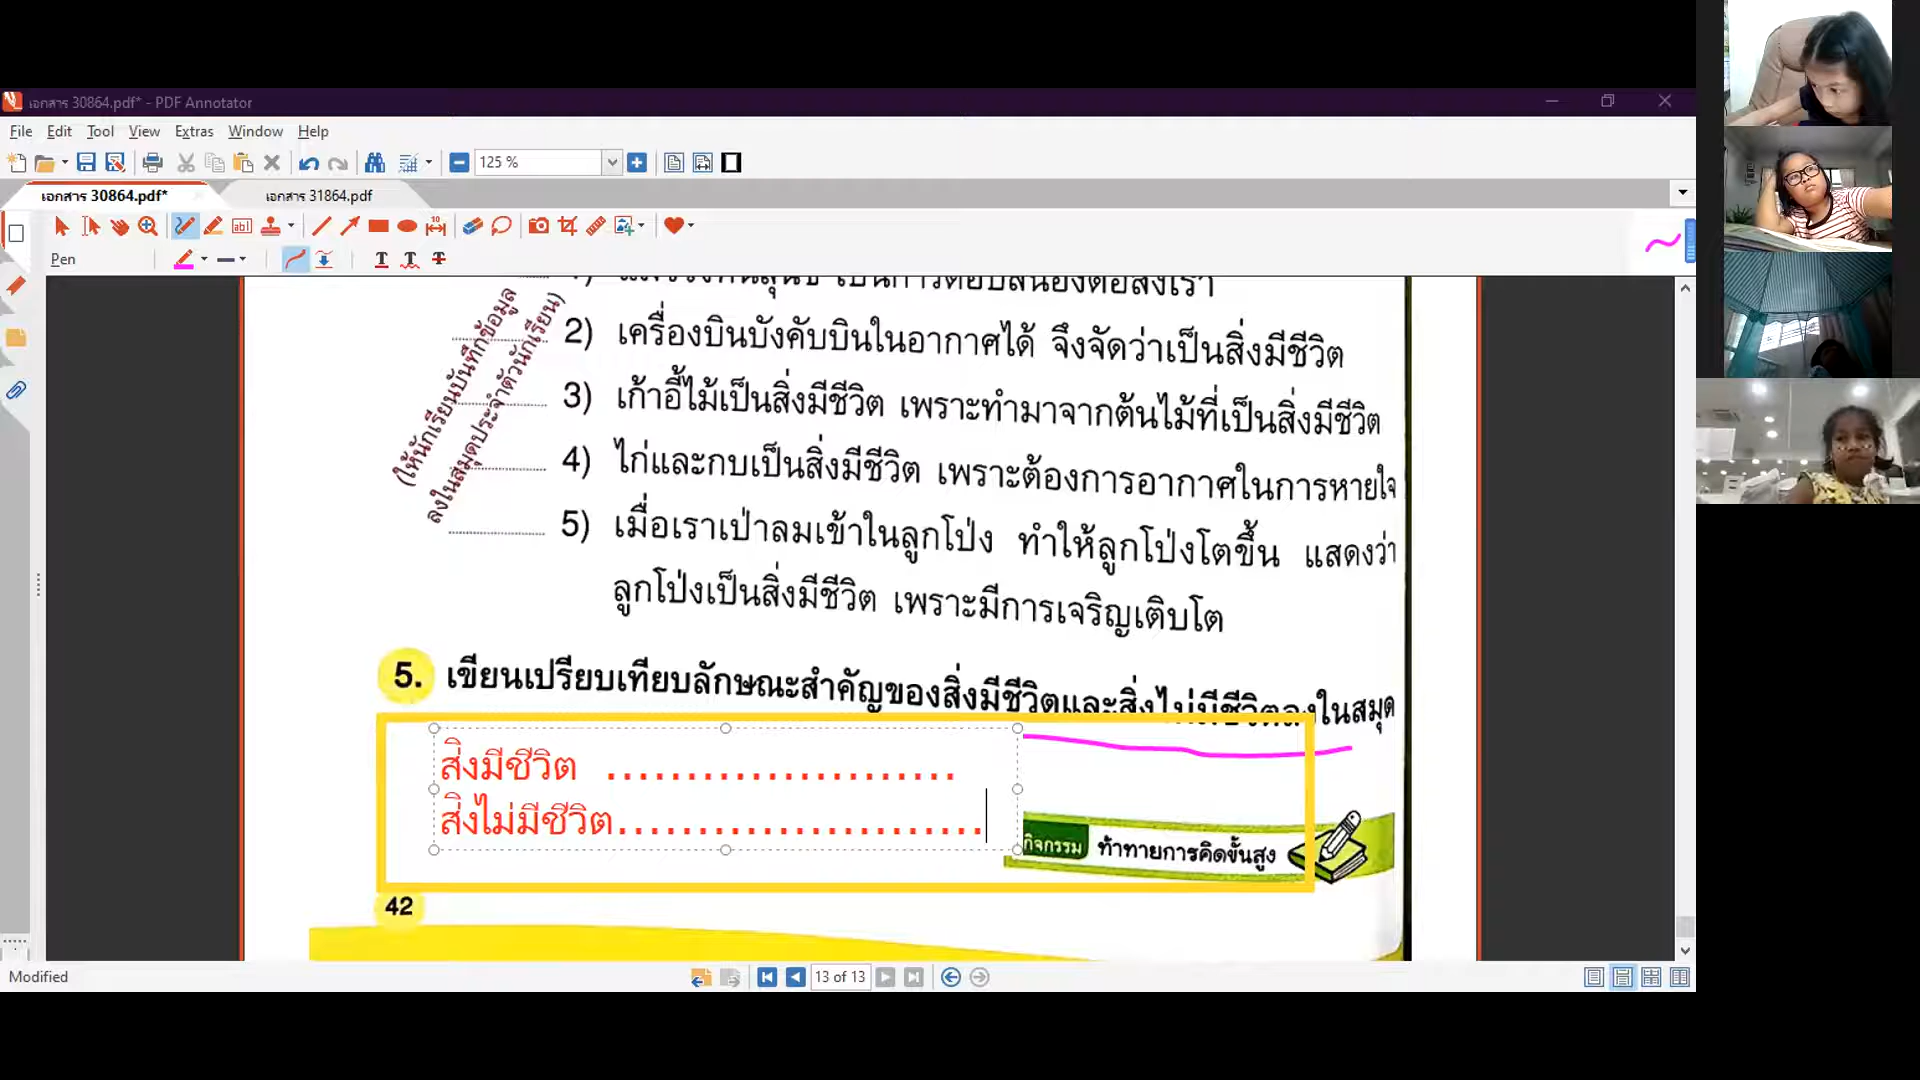 เอกสาร 30864.pdf* - PDF Annotator
File Edit Tool View Extras Window Help
125 %
เอกสาร 30864.pdf* เอกสาร 31864.pdf
Pen
(ให้นักเรียนบันทึกข้อมูล
ลงในสมุดประจำตัวนักเรียน)
2) เครื่องบินบังคับบินในอากาศได้ จึงจัดว่าเป็นสิ่งมีชีวิต
3) เก้าอี้ไม้เป็นสิ่งมีชีวิต เพราะทำมาจากต้นไม้ที่เป็นสิ่งมีชีวิต
4) ไก่และกบเป็นสิ่งมีชีวิต เพราะต้องการอากาศในการหายใจ
5) เมื่อเราเป่าลมเข้าในลูกโป่ง ทำให้ลูกโป่งโตขึ้น แสดงว่า
ลูกโป่งเป็นสิ่งมีชีวิต เพราะมีการเจริญเติบโต
5. เขียนเปรียบเทียบลักษณะสำคัญของสิ่งมีชีวิตและสิ่งไม่มีชีวิตลงในสมุด
สิ่งมีชีวิต ......................
สิ่งไม่มีชีวิต.......................
กิจกรรม ท้าทายการคิดขั้นสูง
42
Modified 13 of 13